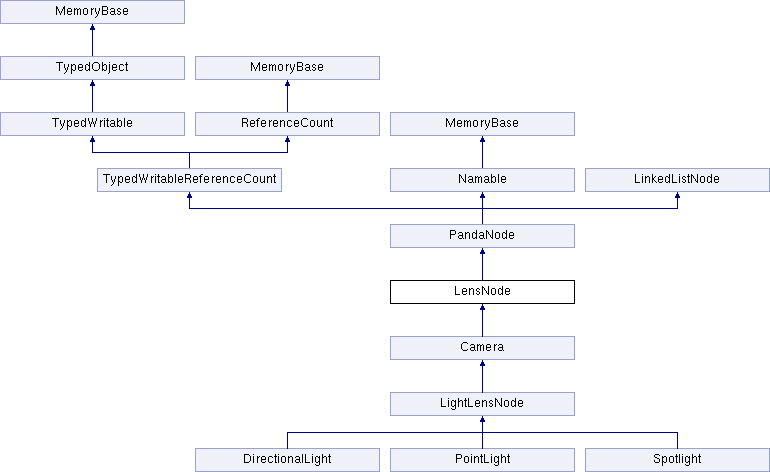 MemoryBase
TypedObject
MemoryBase
TypedWritable
ReferenceCount
MemoryBase
TypedWritableReferenceCount
Namable
LinkedListNode
PandaNode
LensNode
Camera
LightLensNode
DirectionalLight
PointLight
Spotlight